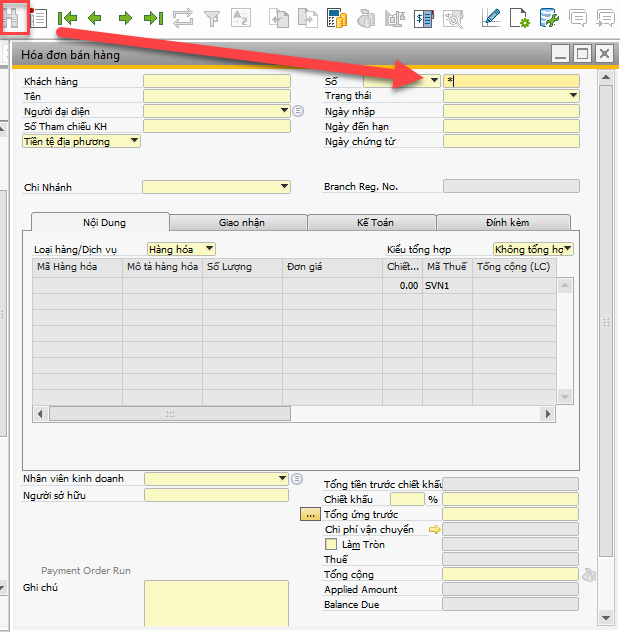 Hóa đơn bán hàng
Khách hàng
Số
*
Tên
Trạng thái
Người đại diện
Ngày nhập
Số Tham chiếu KH
Ngày đến hạn
Tiền tệ địa phương
Ngày chứng từ
Chi Nhánh
Branch Reg. No.
Nội Dung
Giao nhận
Kế Toán
Đính kèm
Loại hàng/Dịch vụ
Hàng hóa
Kiểu tổng hợp
Không tổng hợ
Mã Hàng hóa
Mô tả hàng hóa
Số Lượng
Đơn giá
Chiết...
Mã Thuế
Tổng cộng (LC)
0.00
SVN1
Nhân viên kinh doanh
Tổng tiền trước chiết khấu
Người sở hữu
Chiết khấu
%
...
Tổng ứng trước
Chi phí vận chuyển
Làm Tròn
Thuế
Payment Order Run
Tổng cộng
Ghi chú
Applied Amount
Balance Due